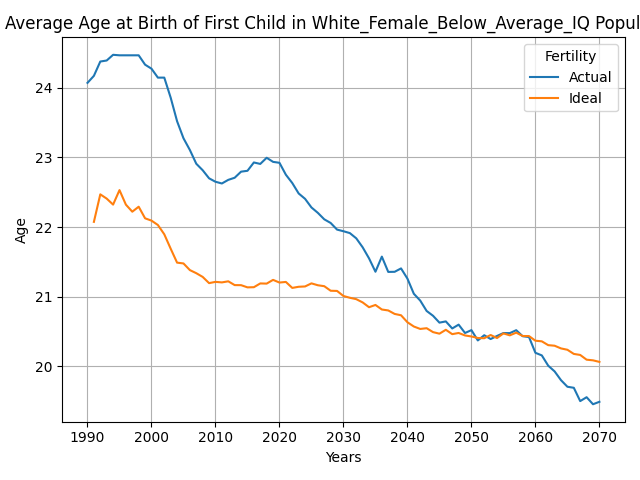 Average Age at Birth of First Child in White_Female_Below_Average_IQ Popul
Fertility
Actual
Ideal
24
23
22
21
20
Age
1990 2000 2010 2020 2030 2040 2050 2060 2070
Years